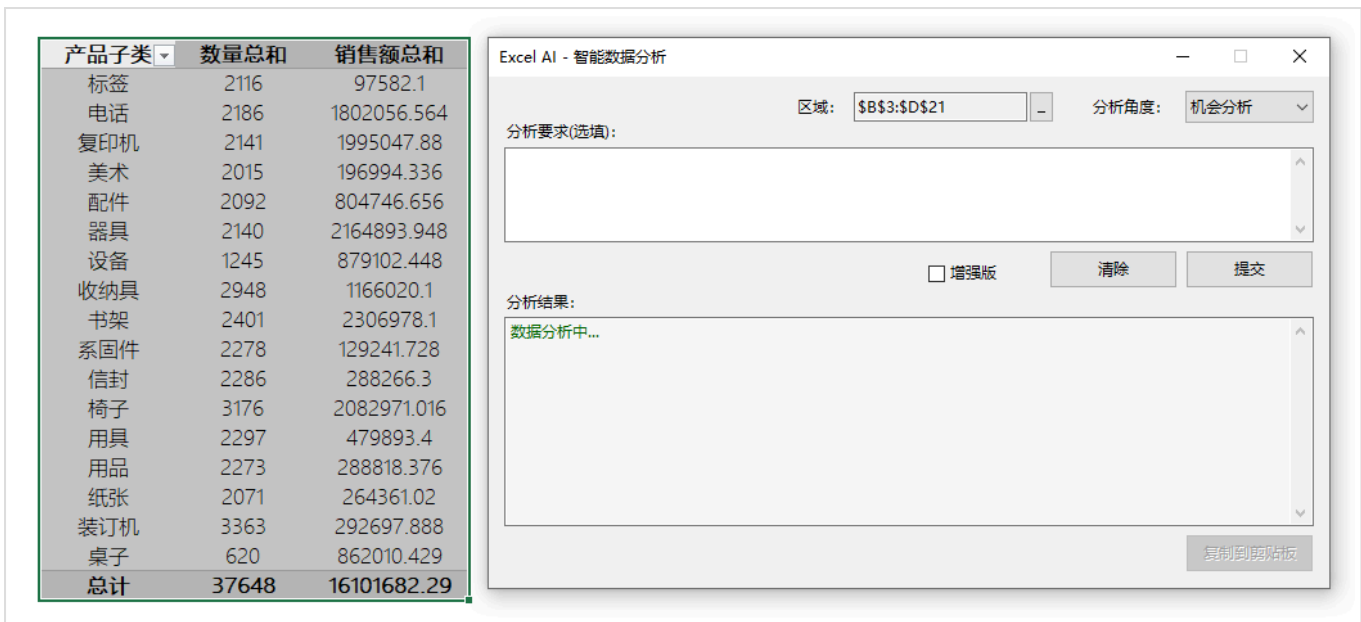 产品子类 数量总和 销售额总和
标签 2116 97582.1
电话 2186 1802056.564
复印机 2141 1995047.88
美术 2015 196994.336
配件 2092 804746.656
器具 2140 2164893.948
设备 1245 879102.448
收纳具 2948 1166020.1
书架 2401 2306978.1
系固件 2278 129241.728
信封 2286 288266.3
椅子 3176 2082971.016
用具 2297 479893.4
用品 2273 288818.376
纸张 2071 264361.02
装订机 3363 292697.888
桌子 620 862010.429
总计 37648 16101682.29
Excel AI - 智能数据分析
区域: $B$3:$D$21 _ 分析角度: 机会分析
分析要求(选填):
增强版 清除 提交
分析结果:
数据分析中...
复制到剪贴板